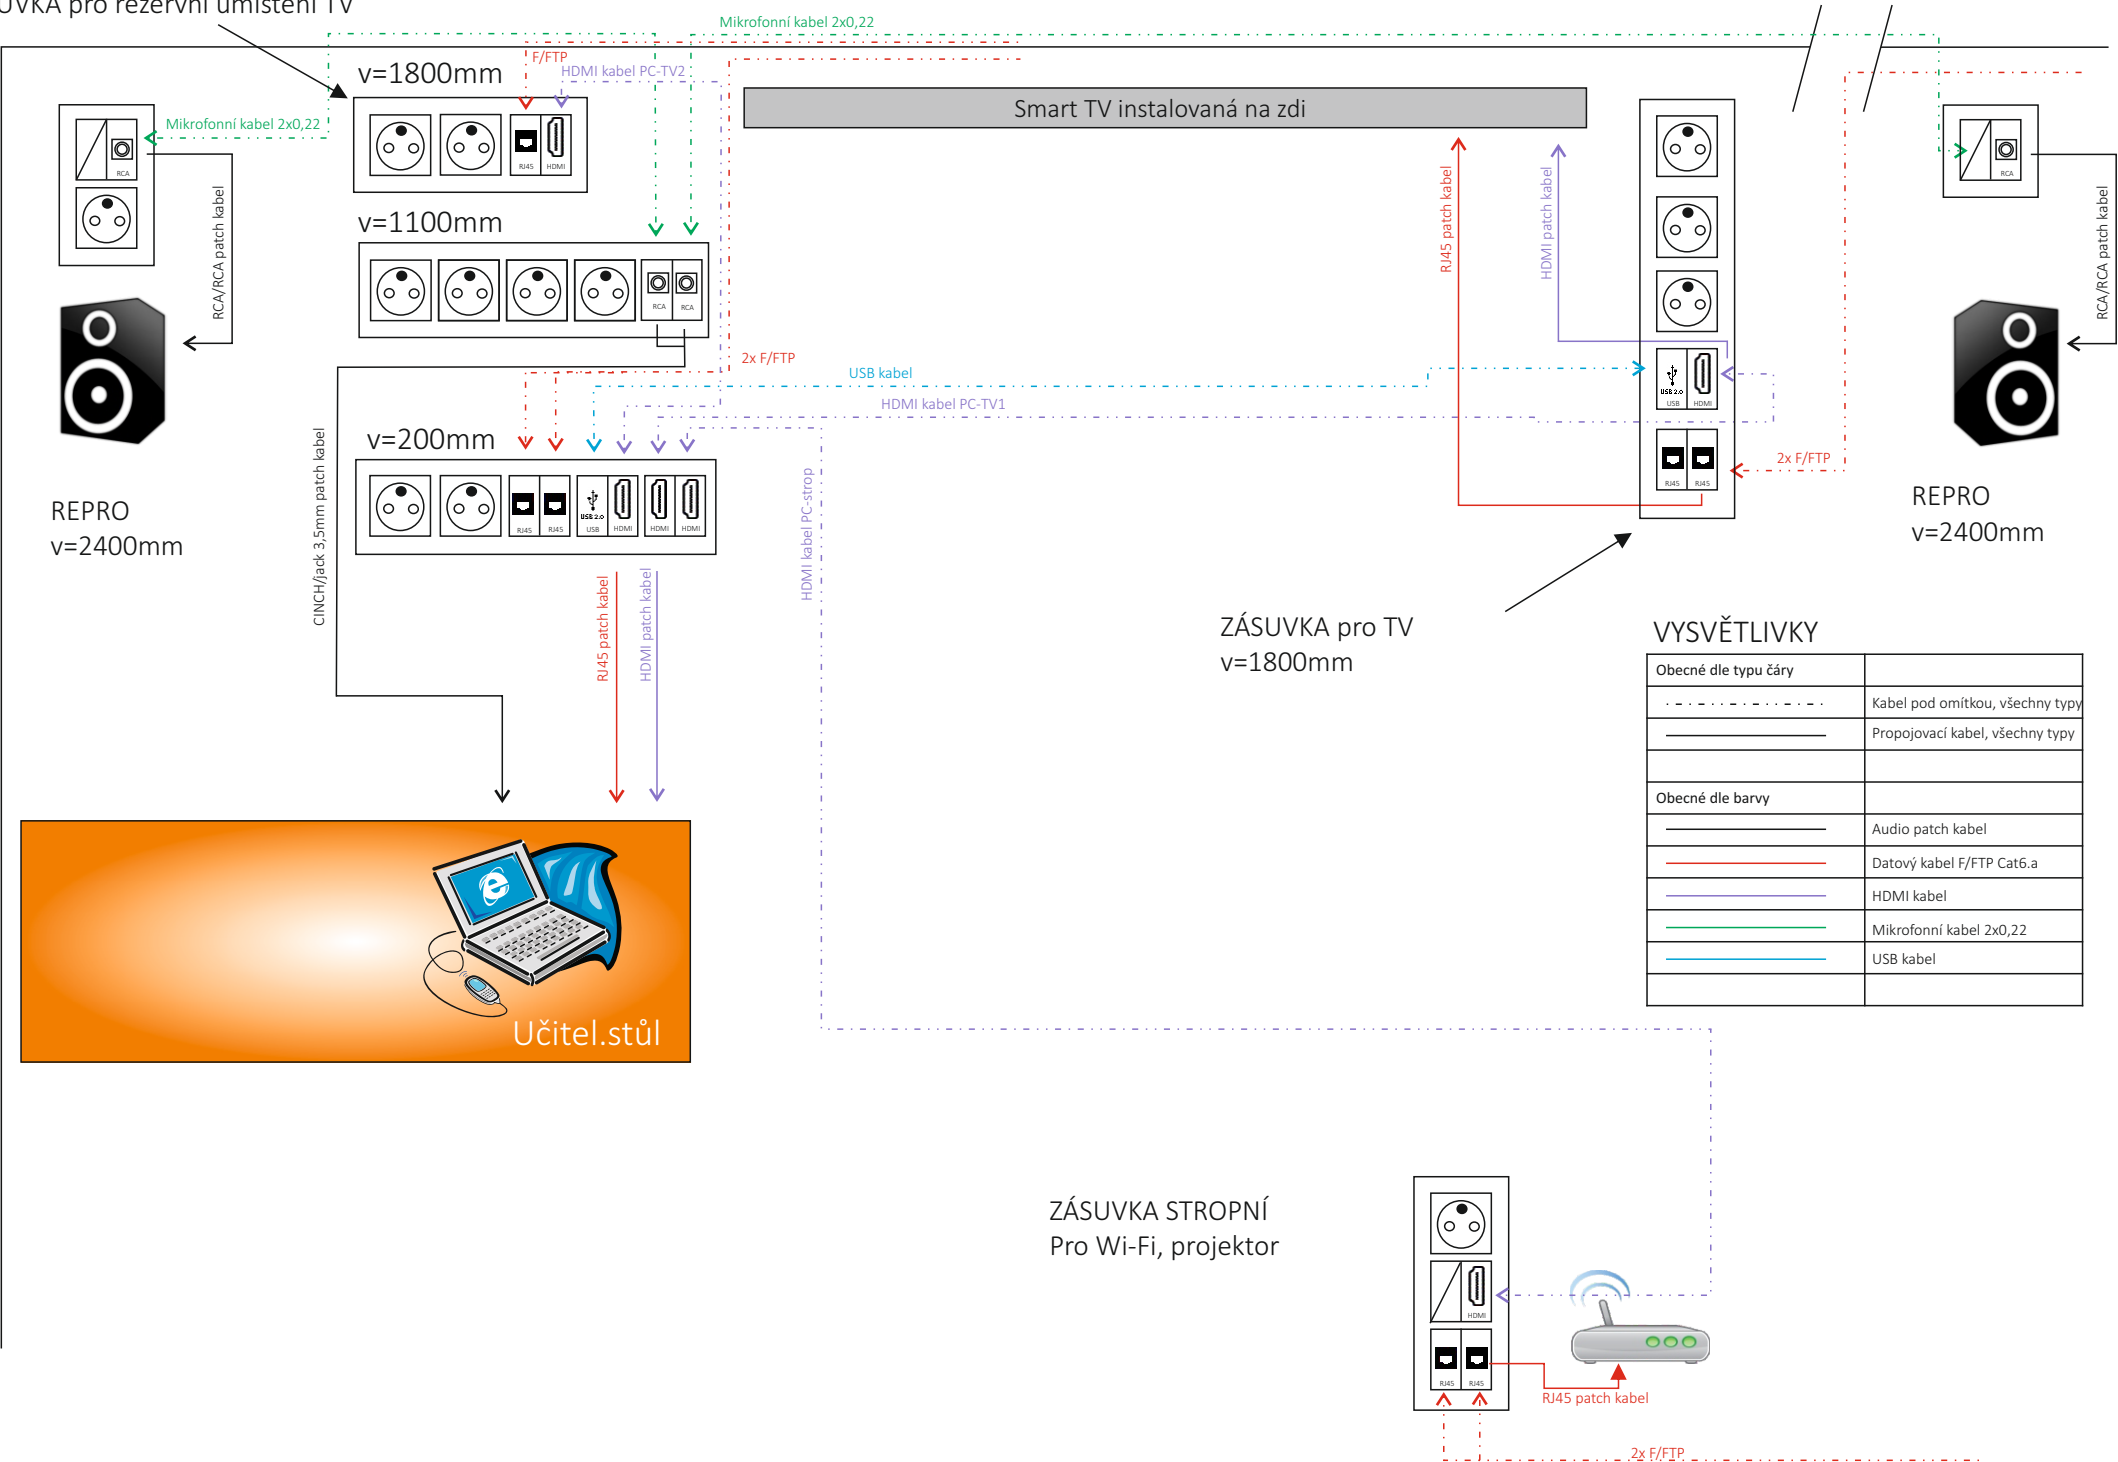 pro rezervní umístění TV
Mikrofonní kabel 2x0,22
v=1800mm
F/FTP
HDMI kabel PC-TV2
Smart TV instalovaná na zdi
Mikrofonní kabel 2x0,22
RCA
RJ45
HDMI
RCA
v=1100mm
RCA/RCA patch kabel
RCA
RCA
RJ45 patch kabel
HDMI patch kabel
RCA/RCA patch kabel
2x F/FTP
USB kabel
HDMI kabel PC-TV1
USB 2.0
USB
HDMI
v=200mm
RJ45
RJ45
USB 2.0
USB
HDMI
HDMI
HDMI
RJ45
RJ45
2x F/FTP
REPRO
v=2400mm
CINCH/jack 3,5mm patch kabel
RJ45 patch kabel
HDMI patch kabel
HDMI kabel PC-strop
REPRO
v=2400mm
ZÁSUVKA pro TV
v=1800mm
VYSVĚTLIVKY
Obecné dle typu čáry
Kabel pod omítkou, všechny typy
Propojovací kabel, všechny typy
Obecné dle barvy
Audio patch kabel
Datový kabel F/FTP Cat6.a
HDMI kabel
Mikrofonní kabel 2x0,22
USB kabel
Učitel.stůl
ZÁSUVKA STROPNÍ
Pro Wi-Fi, projektor
HDMI
RJ45
RJ45
RJ45 patch kabel
2x F/FTP